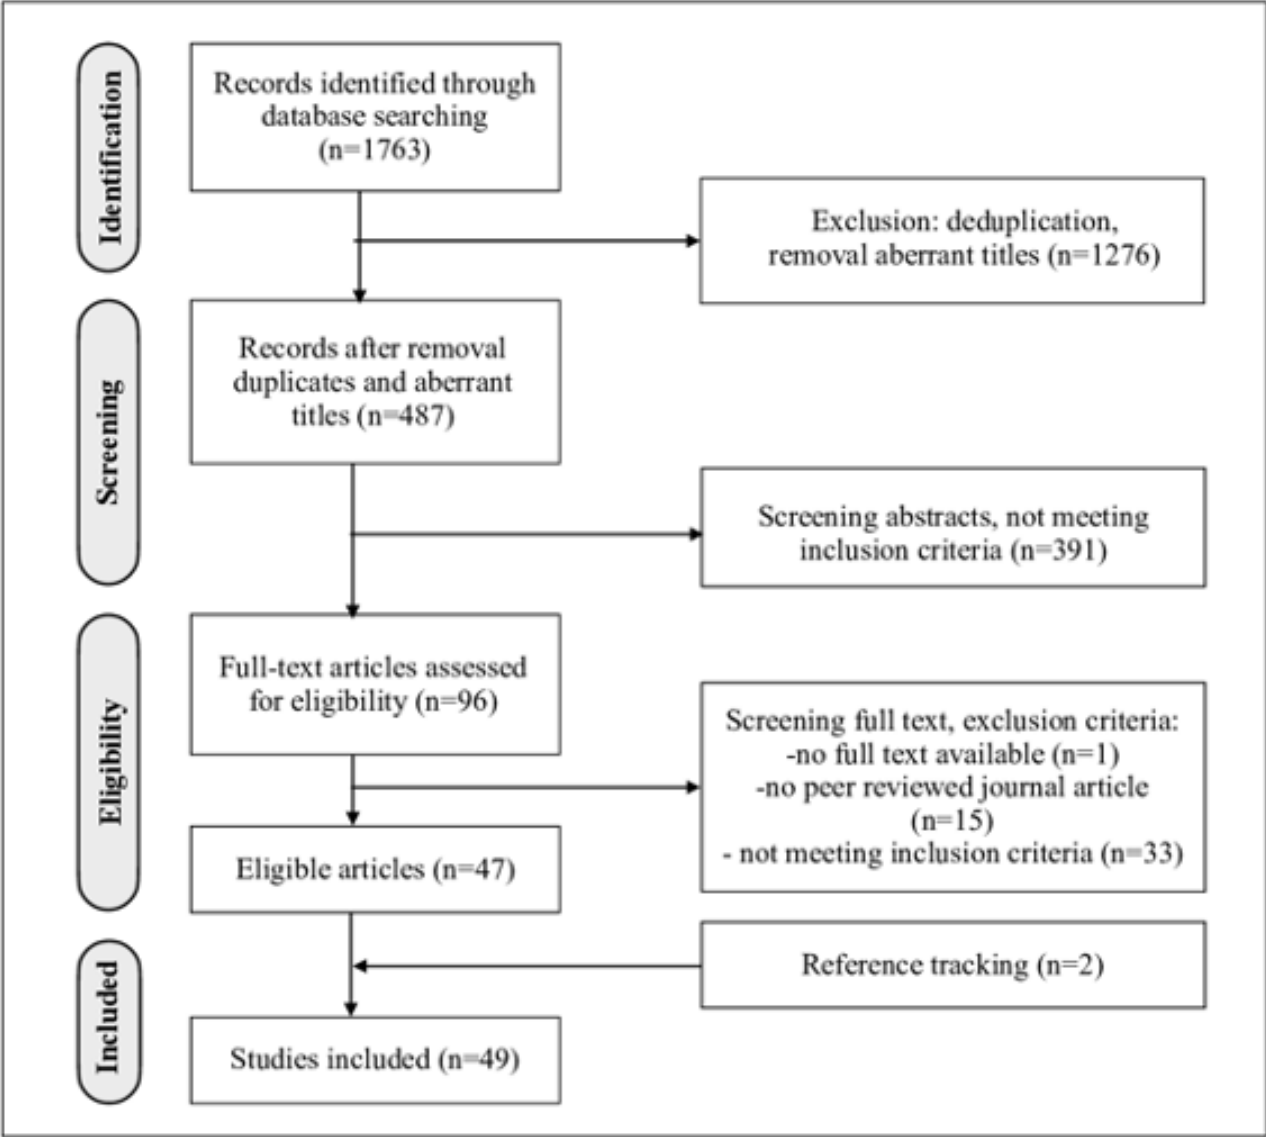 Identification
Records identified through
database searching
(n=1763)
Exclusion: deduplication,
removal aberrant titles (n=1276)
Screening
Records after removal
duplicates and aberrant
titles (n=487)
Screening abstracts, not meeting
inclusion criteria (n=391)
Eligibility
Full-text articles assessed
for eligibility (n=96)
Screening full text, exclusion criteria:
-no full text available (n=1)
-no peer reviewed journal article
(n=15)
- not meeting inclusion criteria (n=33)
Eligible articles (n=47)
Included
Reference tracking (n=2)
Studies included (n=49)